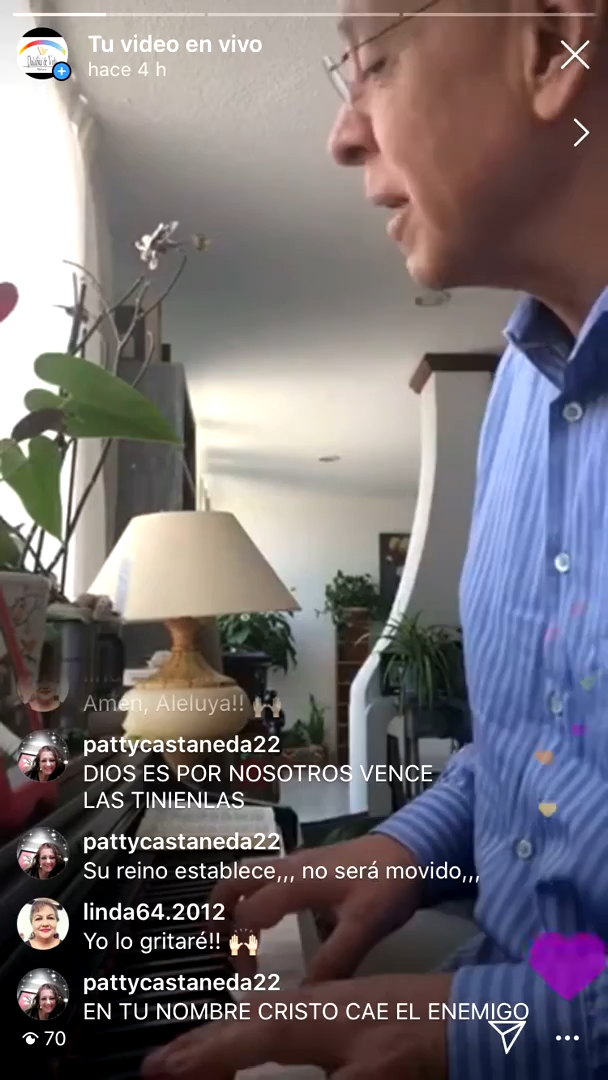 Tu video en vivo
hace 4 h
Amén, Aleluya!! 🙌🏻
pattycastaneda22
DIOS ES POR NOSOTROS VENCE
LAS TINIENLAS
pattycastaneda22
Su reino establece,,, no será movido,,,
linda64.2012
Yo lo gritaré!! 🙌🏻
pattycastaneda22
EN TU NOMBRE CRISTO CAE EL ENEMIGO
70